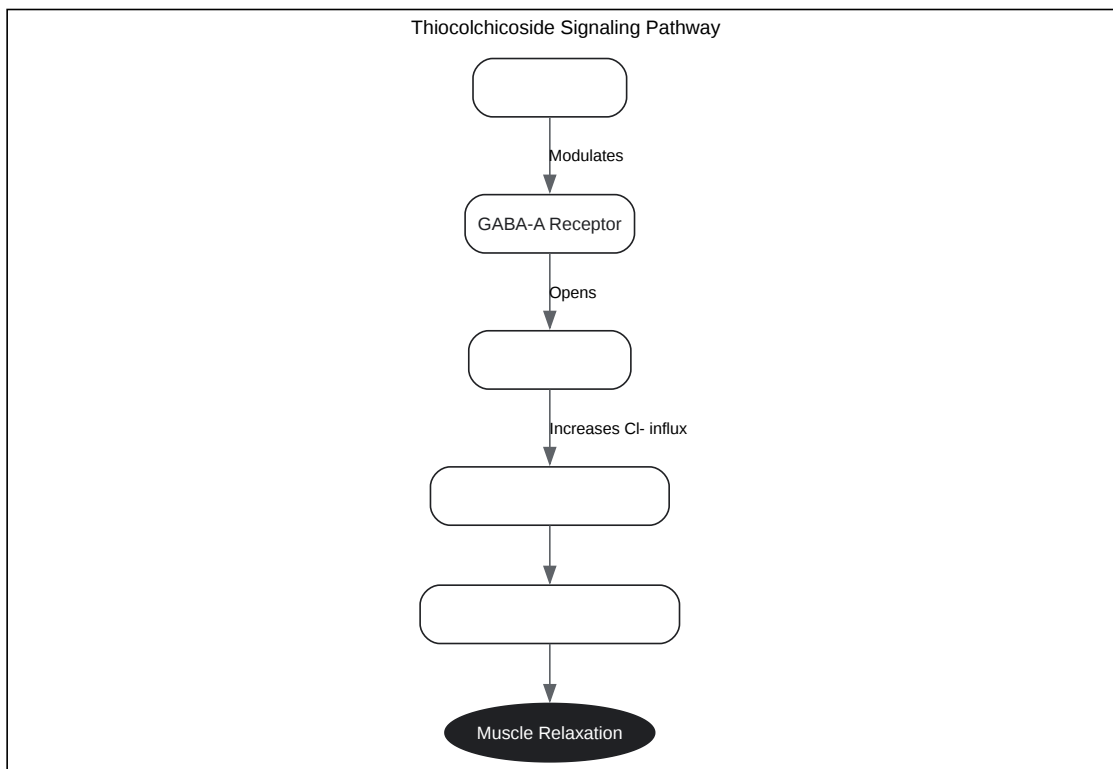 Thiocolchicoside Signaling Pathway
Modulates
GABA-A Receptor
Opens
Increases Cl- influx
Muscle Relaxation